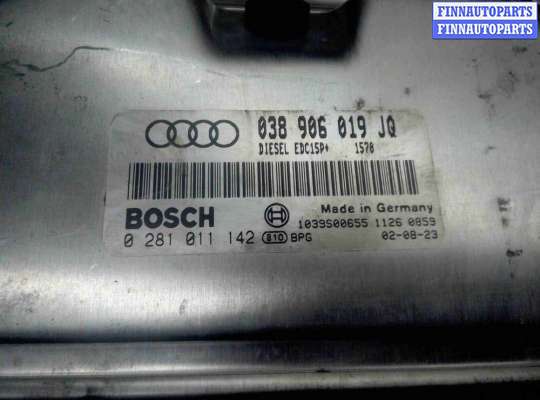 FINNAUTOPARTS
FINNAUTOPARTS
038 906 019 JQ
DIESEL EDC15P+ 1570
BOSCH
Made in Germany
1039S00655 1126 0859
0 281 011 142 810 BPG 02-08-23